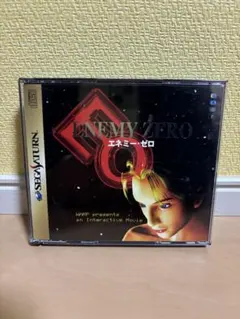 ENEMY ZERO
エネミー・ゼロ
SEGA SATURN
WARP presents
an Interactive Movie